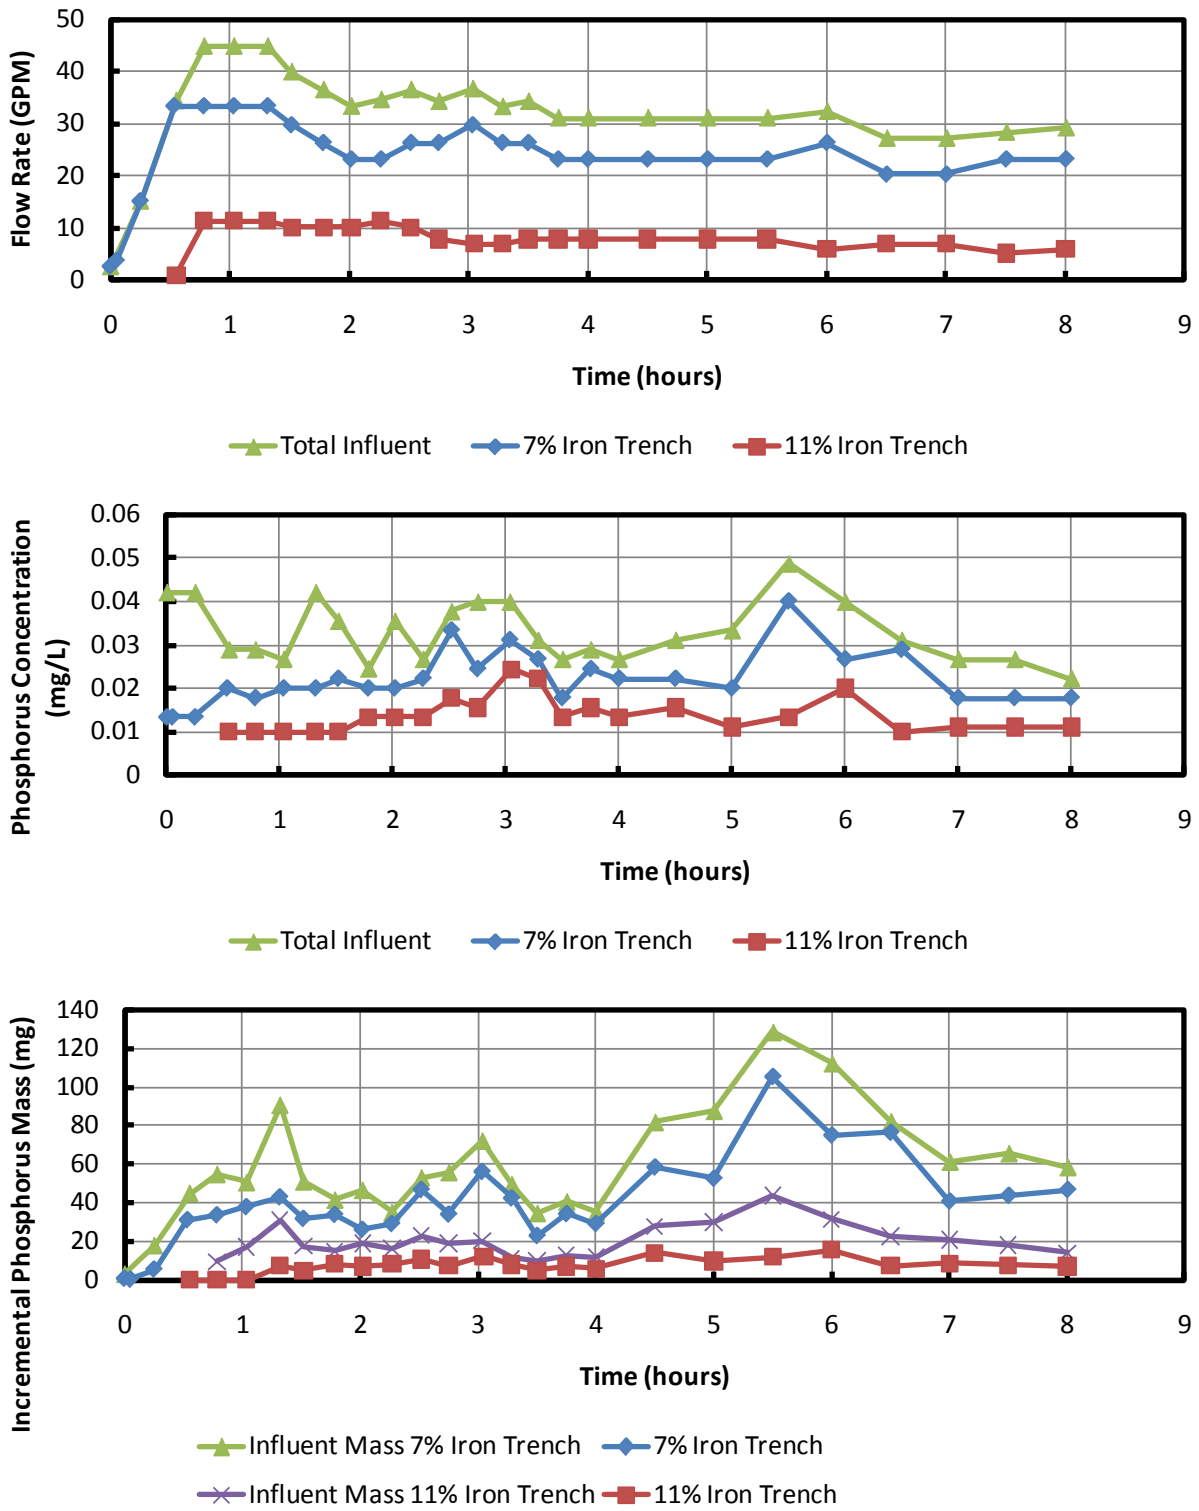 Flow Rate (GPM)
50
40
30
20
10
0
0 1 2 3 4 5 6 7 8 9
Time (hours)
Total Influent 7% Iron Trench 11% Iron Trench
Phosphorus Concentration
(mg/L)
0.06
0.05
0.04
0.03
0.02
0.01
0
0 1 2 3 4 5 6 7 8 9
Time (hours)
Total Influent 7% Iron Trench 11% Iron Trench
Incremental Phosphorus Mass (mg)
140
120
100
80
60
40
20
0
0 1 2 3 4 5 6 7 8 9
Time (hours)
Influent Mass 7% Iron Trench 7% Iron Trench
Influent Mass 11% Iron Trench 11% Iron Trench